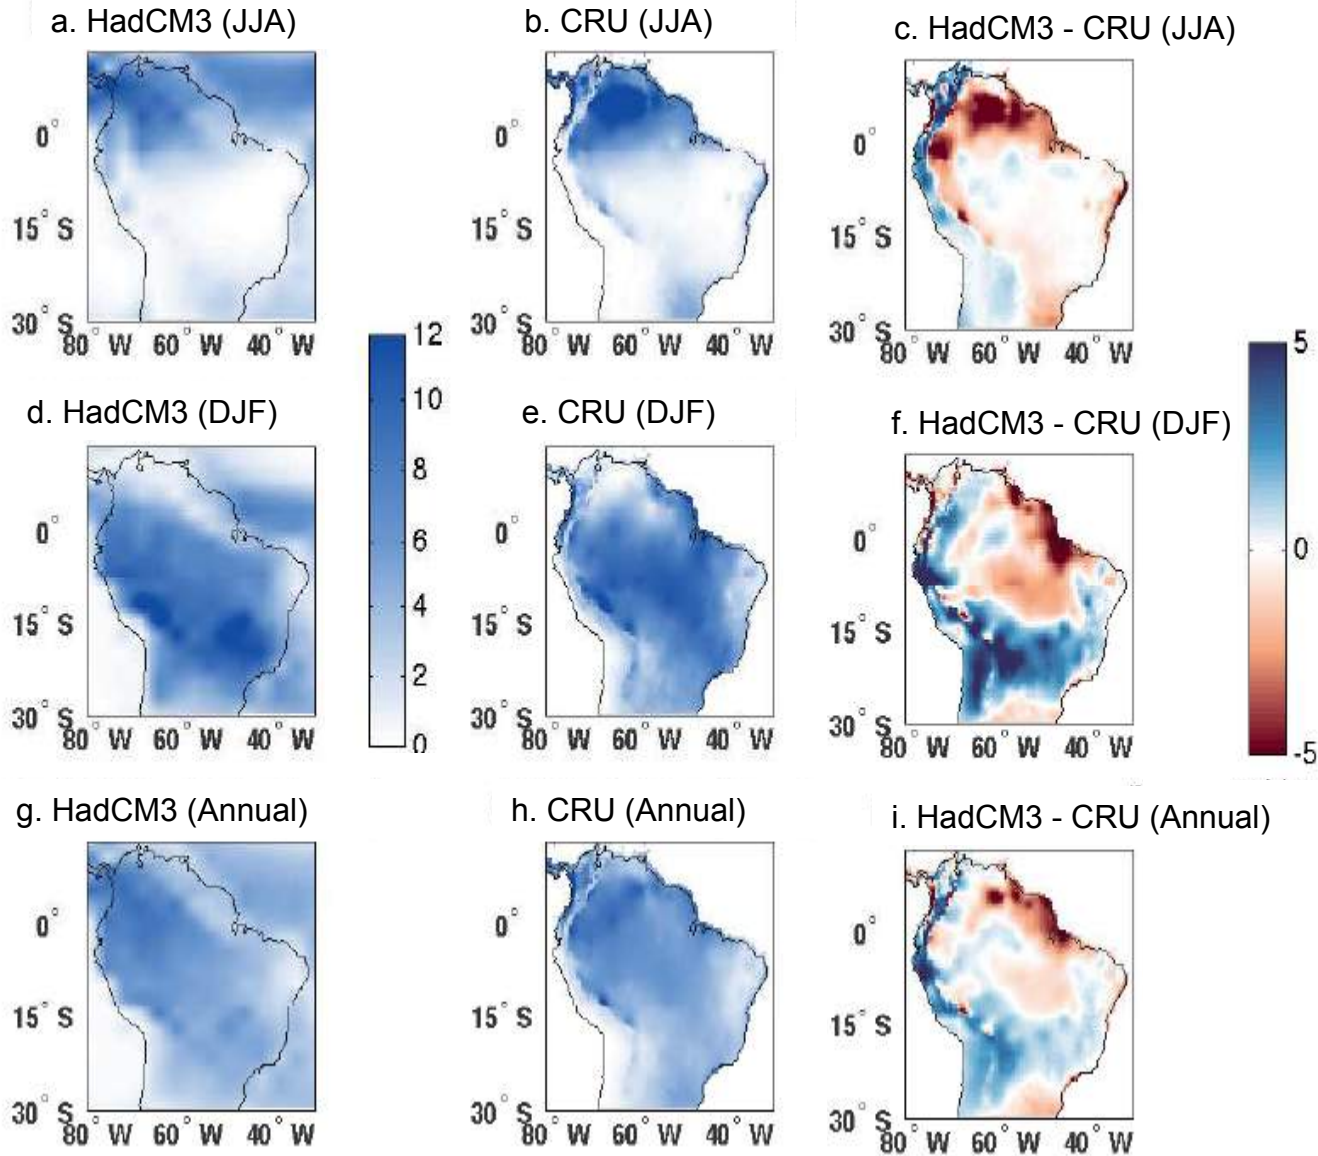 a. HadCM3 (JJA)
b. CRU (JJA)
c. HadCM3 - CRU (JJA)
0°
15° S
30° S
80° W 60° W 40° W
80° W 60° W 40° W
0°
15° S
30° S
80° W 60° W 40° W
12
10
8
6
4
2
0
5
0
-5
d. HadCM3 (DJF)
e. CRU (DJF)
f. HadCM3 - CRU (DJF)
0°
15° S
30° S
80° W 60° W 40° W
0°
15° S
30° S
80° W 60° W 40° W
0°
15° S
30° S
80° W 60° W 40° W
g. HadCM3 (Annual)
h. CRU (Annual)
i. HadCM3 - CRU (Annual)
0°
15° S
30° S
80° W 60° W 40° W
0°
15° S
30° S
80° W 60° W 40° W
0°
15° S
30° S
80° W 60° W 40° W